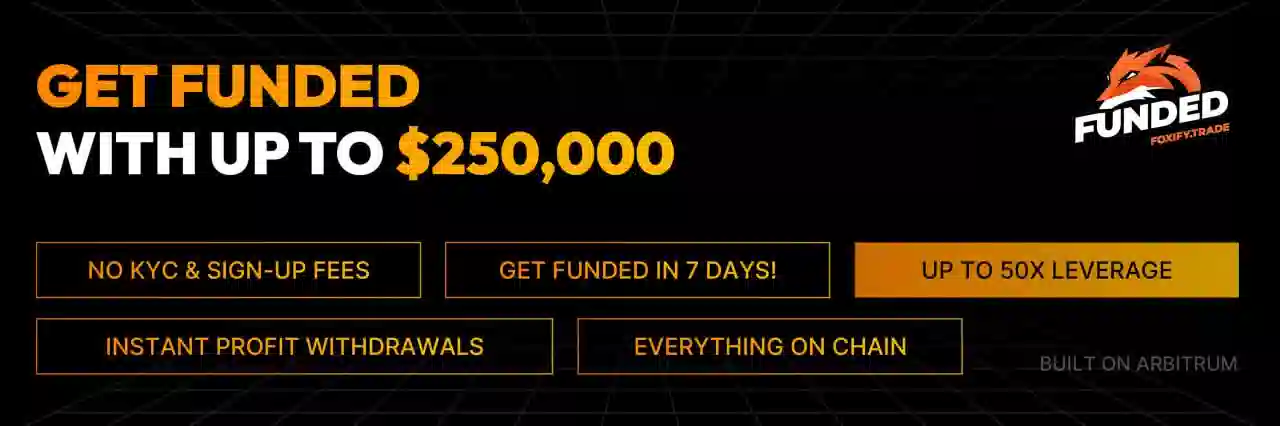 GET FUNDED
WITH UP TO $250,000
FUNDED
FOXIFY.TRADE
NO KYC & SIGN-UP FEES
GET FUNDED IN 7 DAYS!
UP TO 50X LEVERAGE
INSTANT PROFIT WITHDRAWALS
EVERYTHING ON CHAIN
BUILT ON ARBITRUM